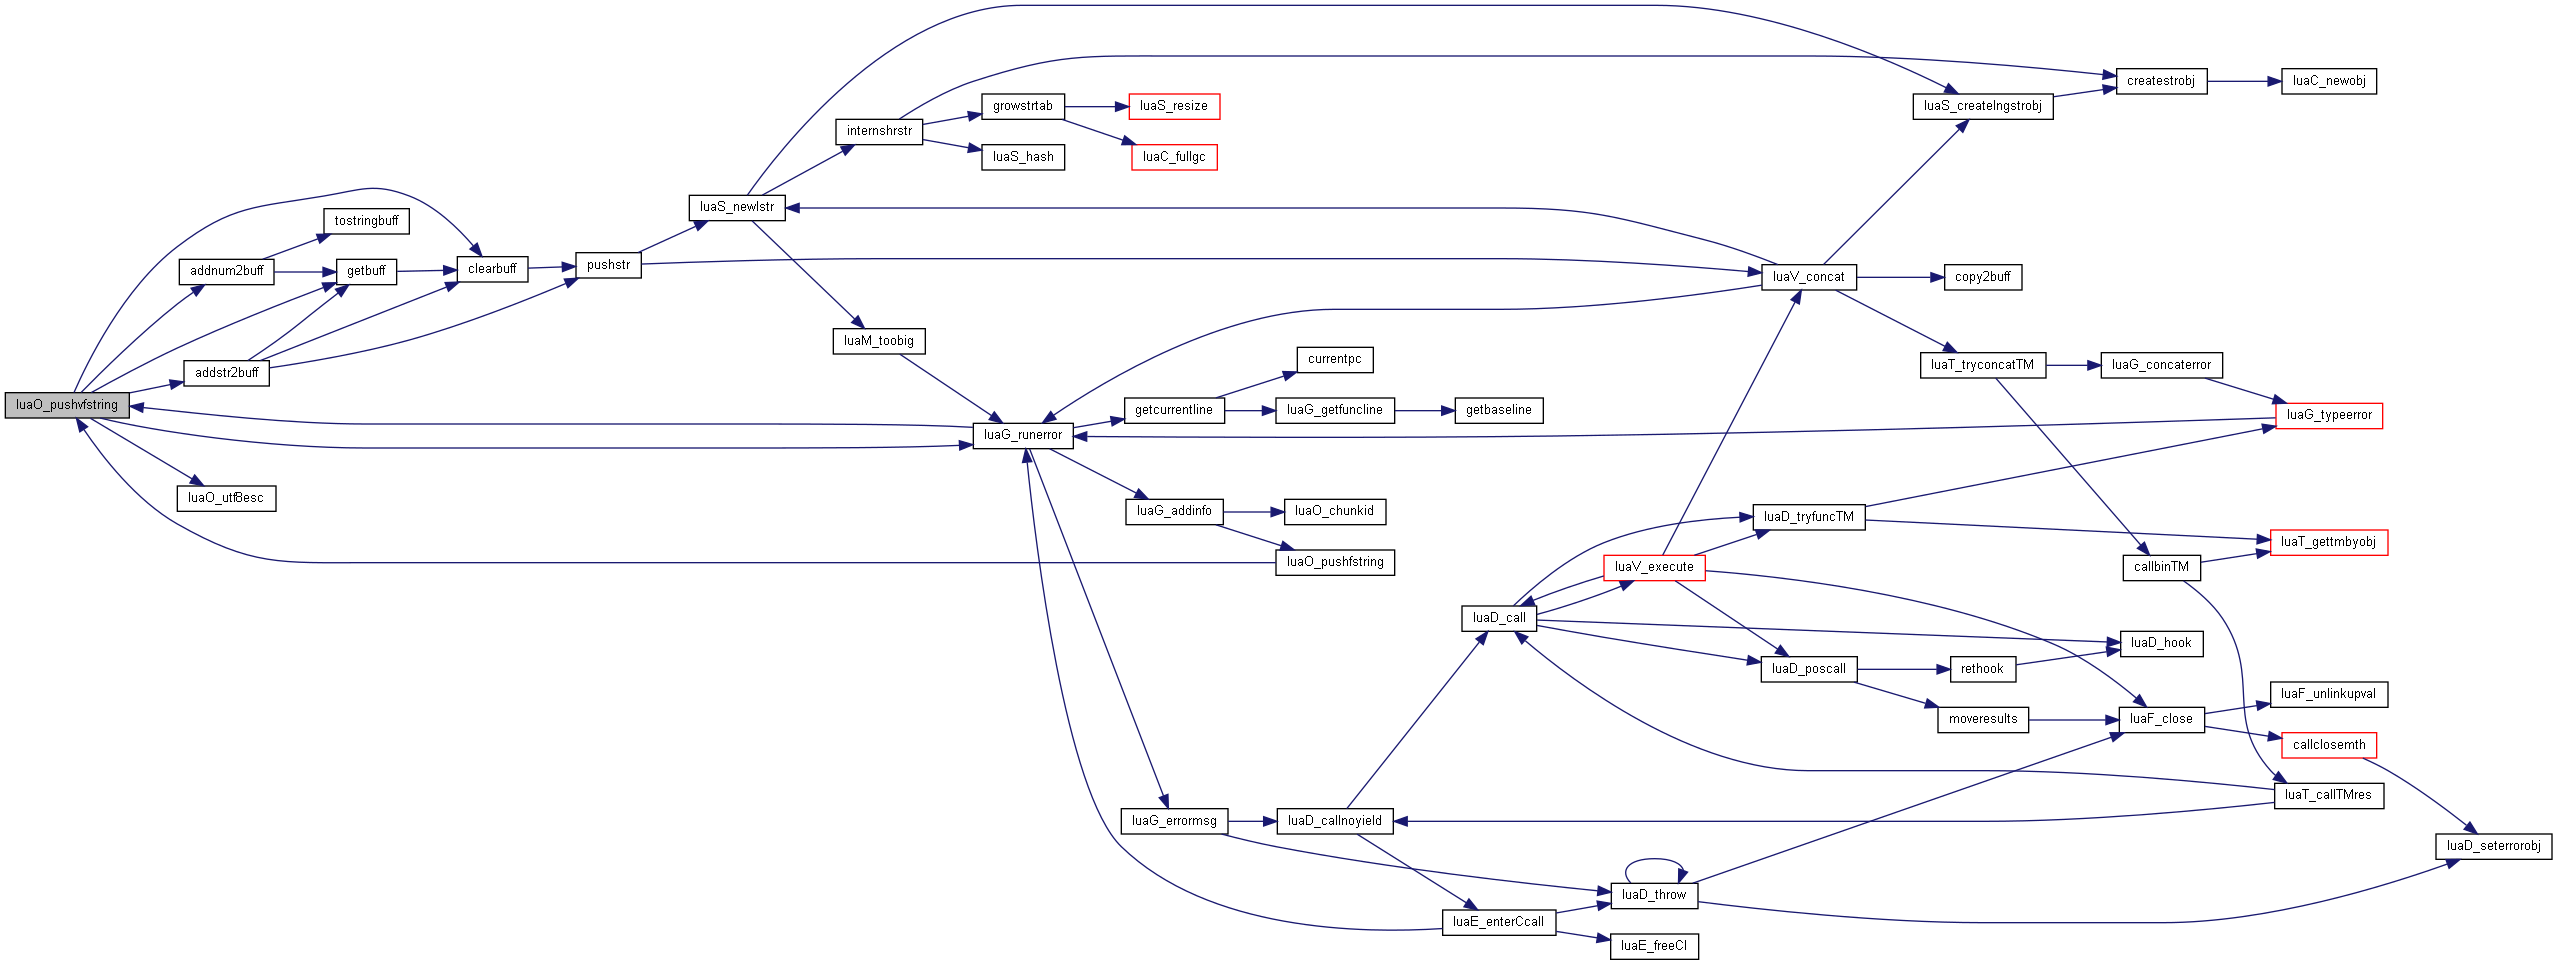 luaO_pushvfstring
addnum2buff
addstr2buff
luaO_utf8esc
tostringbuff
getbuff
clearbuff
pushstr
luaS_newlstr
internshrstr
growstrtab
luaS_hash
luaS_resize
luaC_fullgc
luaM_toobig
luaG_runerror
getcurrentline
currentpc
luaG_getfuncline
getbaseline
luaG_addinfo
luaO_chunkid
luaO_pushfstring
luaG_errormsg
luaD_callnoyield
luaE_enterCcall
luaD_call
luaV_execute
luaD_throw
luaE_freeCI
luaD_tryfuncTM
luaD_poscall
luaV_concat
luaS_createlngstrobj
copy2buff
luaT_tryconcatTM
rethook
moveresults
createstrobj
luaC_newobj
luaG_concaterror
luaG_typeerror
callbinTM
luaT_gettmbyobj
luaD_hook
luaF_close
luaF_unlinkupval
callclosemth
luaT_callTMres
luaD_seterrorobj